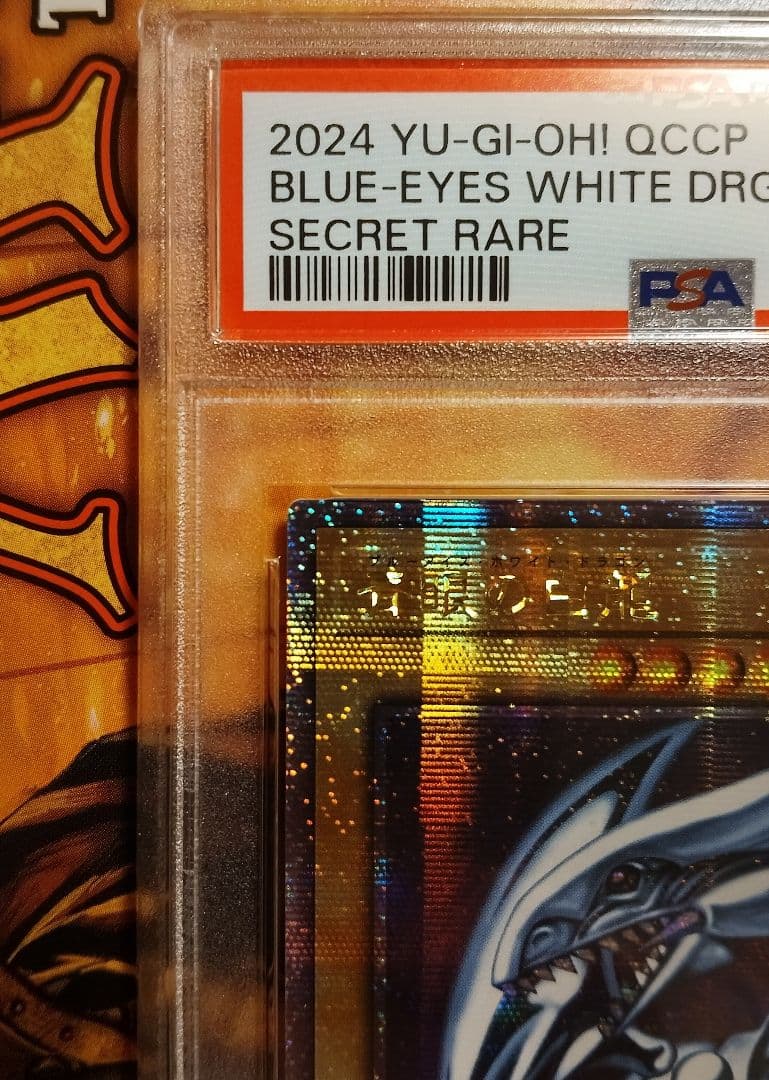 2024 YU-GI-OH! QCCP
BLUE-EYES WHITE DRG
SECRET RARE
PSA
ブルーアイズ・ホワイト・ドラゴン
青眼の白龍